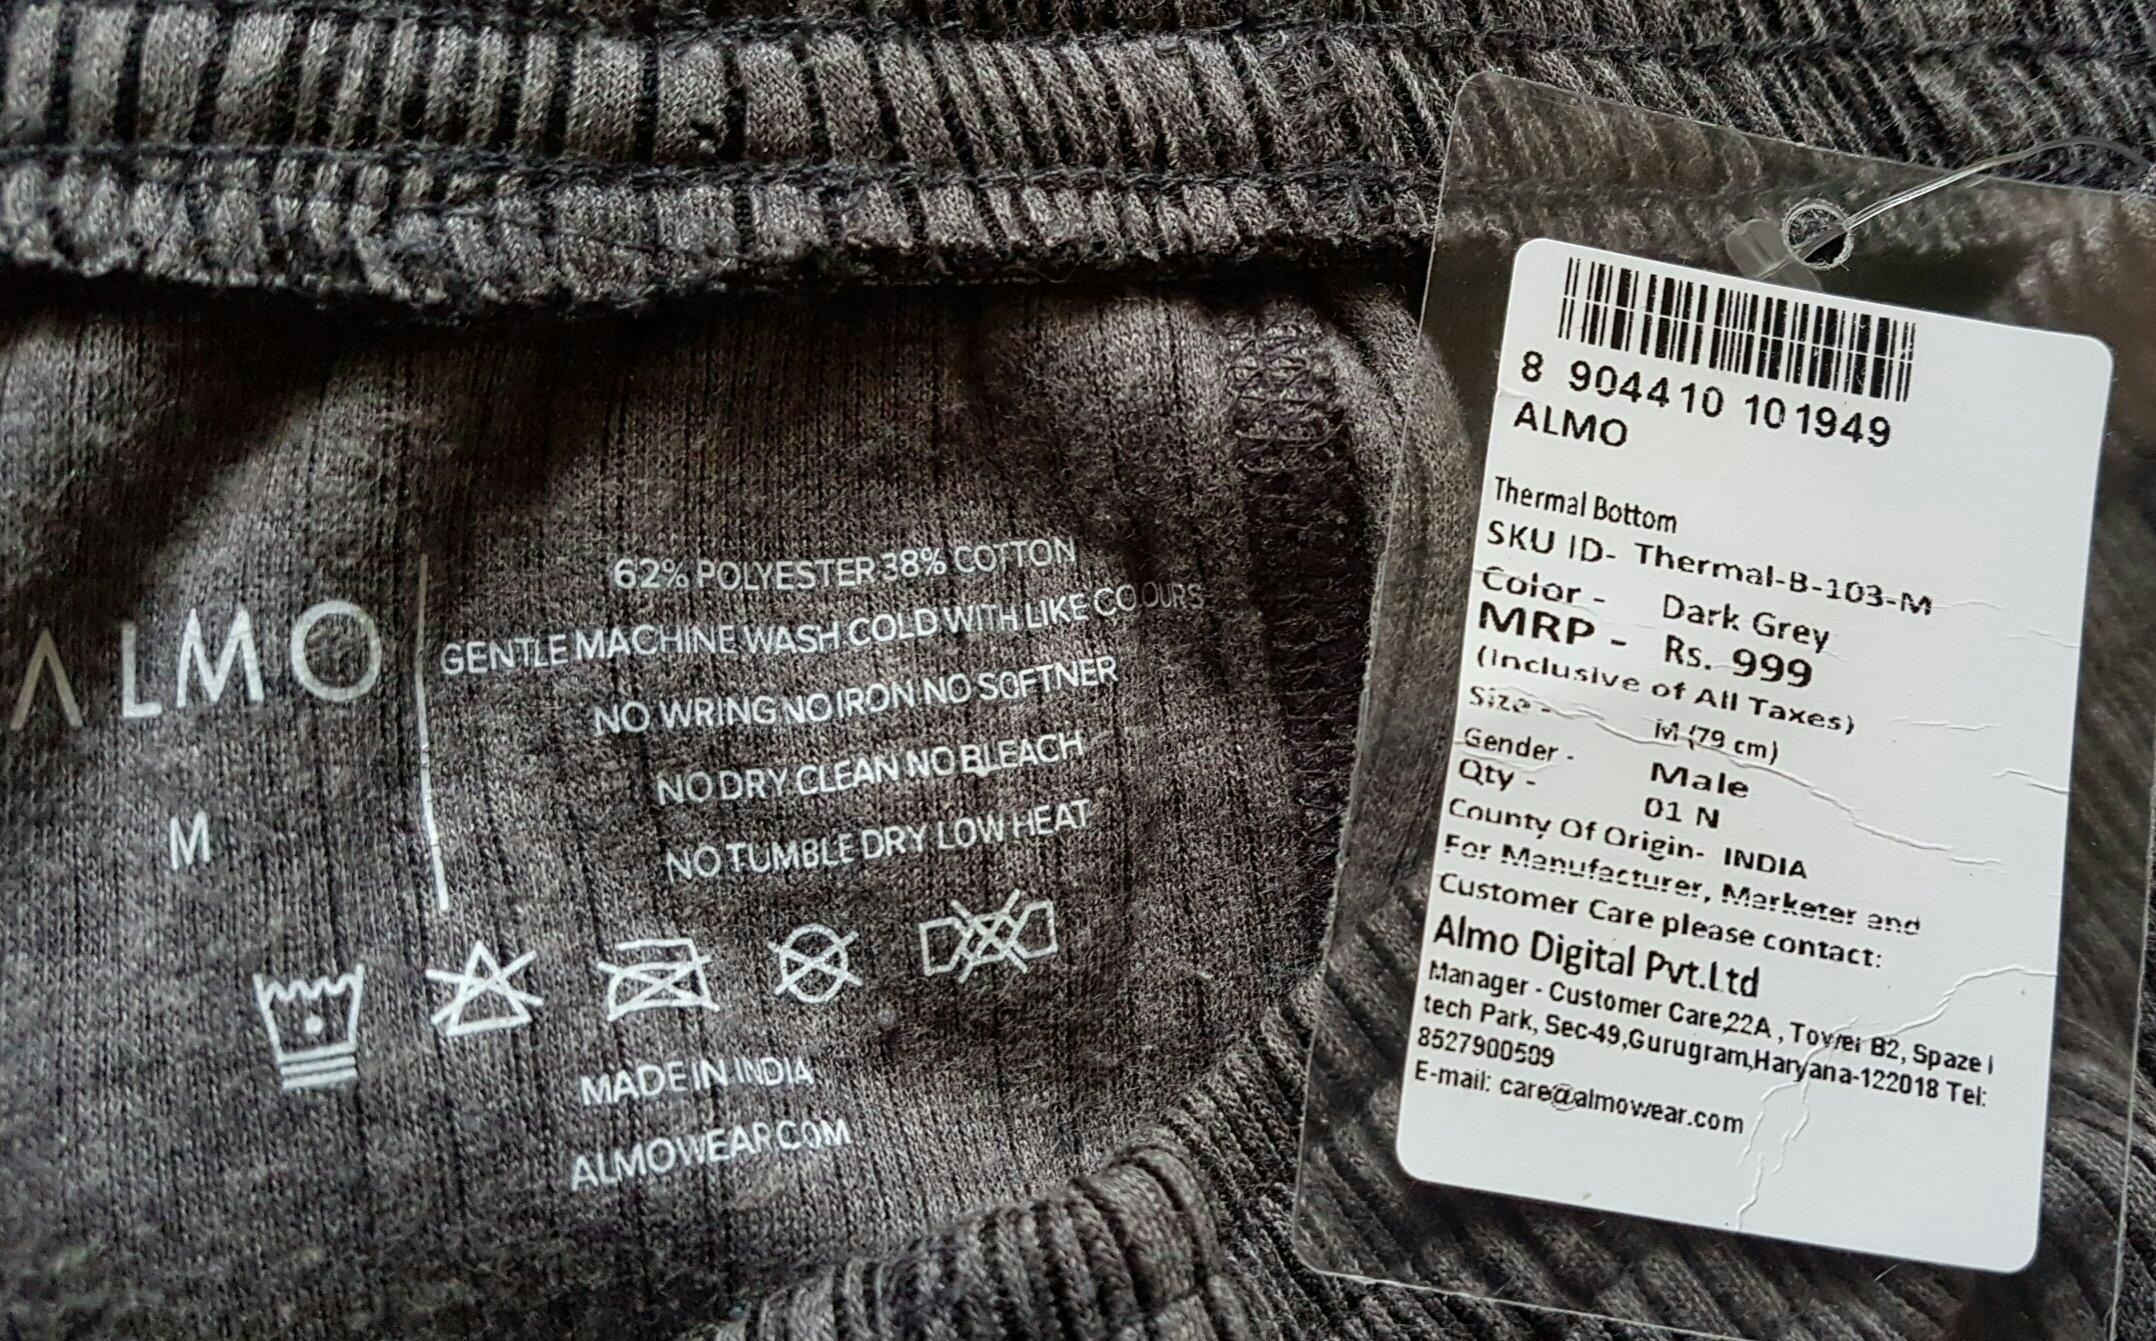 ALMO
M
62% POLYESTER 38% COTTON
GENTLE MACHINE WASH COLD WITH LIKE COLOURS
NO WRING NO IRON NO SOFTNER
NO DRY CLEAN NO BLEACH
NO TUMBLE DRY LOW HEAT
MADE IN INDIA
ALMOWEAR.COM
8 904410 101949
ALMO
Thermal Bottom
SKU ID- Thermal-B-103-M
Color - Dark Grey
MRP - Rs. 999
(Inclusive of All Taxes)
Size - M (79 cm)
Gender - Male
Qty - 01 N
County Of Origin- INDIA
For Manufacturer, Marketer and
Customer Care please contact:
Almo Digital Pvt.Ltd
Manager - Customer Care,22A , Tower B2, Spaze I
tech Park, Sec-49,Gurugram,Haryana-122018 Tel:
8527900509
E-mail: care@almowear.com